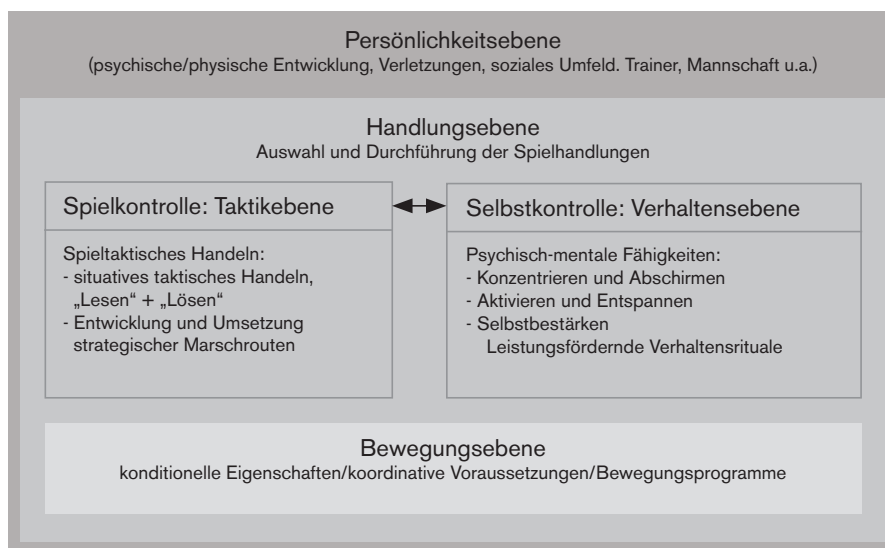 Persönlichkeitsebene
(psychische/physische Entwicklung, Verletzungen, soziales Umfeld. Trainer, Mannschaft u.a.)
Handlungsebene
Auswahl und Durchführung der Spielhandlungen
Spielkontrolle: Taktikebene
Spieltaktisches Handeln:
- situatives taktisches Handeln,
„Lesen“ + „Lösen“
- Entwicklung und Umsetzung
strategischer Marschrouten
Selbstkontrolle: Verhaltensebene
Psychisch-mentale Fähigkeiten:
- Konzentrieren und Abschirmen
- Aktivieren und Entspannen
- Selbstbestärken
Leistungsfördernde Verhaltensrituale
Bewegungsebene
konditionelle Eigenschaften/koordinative Voraussetzungen/Bewegungsprogramme